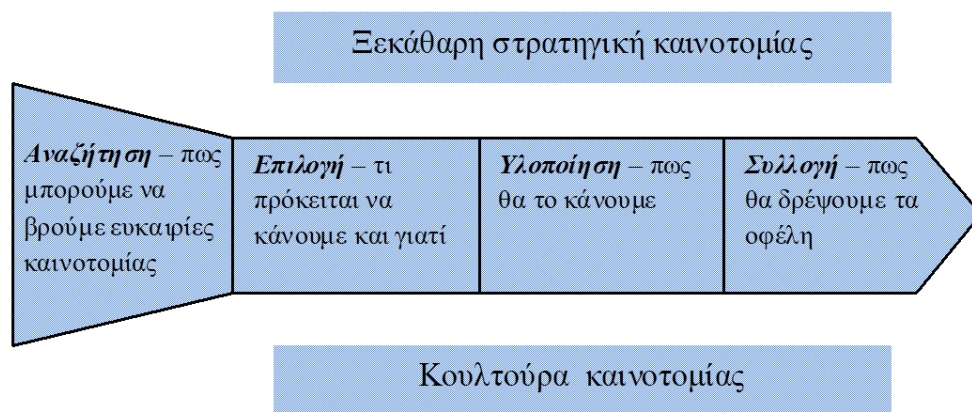 Ξεκάθαρη στρατηγική καινοτομίας
Αναζήτηση – πως
μπορούμε να
βρούμε ευκαιρίες
καινοτομίας
Επιλογή – τι
πρόκειται να
κάνουμε και γιατί
Υλοποίηση – πως
θα το κάνουμε
Συλλογή – πως
θα δρέψουμε τα
οφέλη
Κουλτούρα καινοτομίας